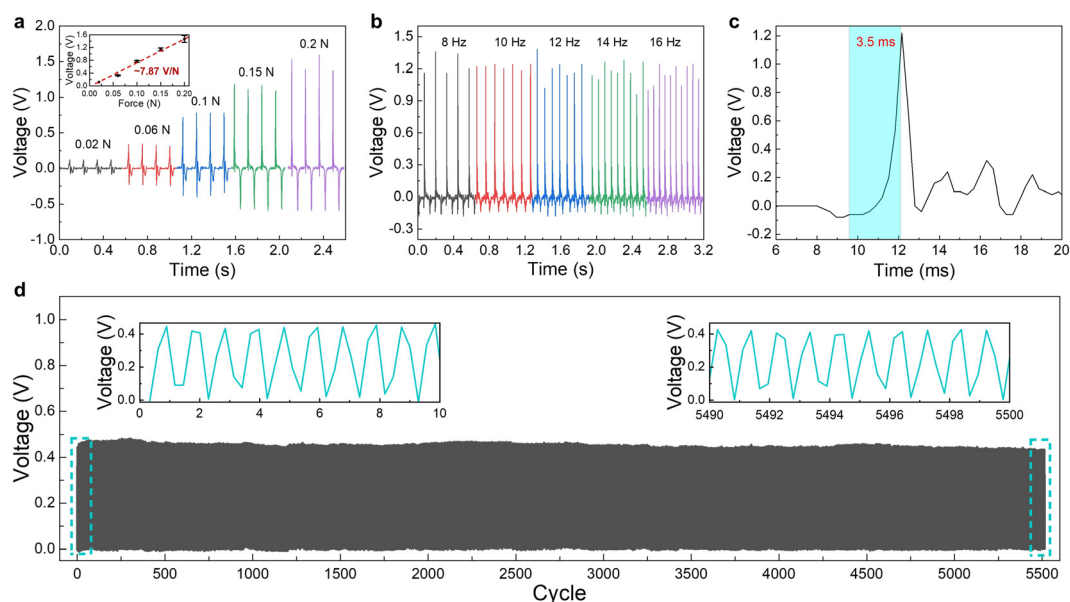 a
Voltage (V)
2.0
1.5
1.0
0.5
0.0
-0.5
-1.0
0.0 0.4 0.8 1.2 1.6 2.0 2.4
Time (s)
Voltage (V)
1.6
1.2
0.8
0.4
0.0
0.00 0.05 0.10 0.15 0.20
Force (N)
~7.87 V/N
0.02 N
0.06 N
0.1 N
0.15 N
0.2 N
b
Voltage (V)
1.5
1.2
0.9
0.6
0.3
0.0
-0.3
0.0 0.4 0.8 1.2 1.6 2.0 2.4 2.8 3.2
Time (s)
8 Hz 10 Hz 12 Hz 14 Hz 16 Hz
c
Voltage (V)
1.2
1.0
0.8
0.6
0.4
0.2
0.0
-0.2
6 8 10 12 14 16 18 20
Time (ms)
3.5 ms
d
Voltage (V)
1.0
0.8
0.6
0.4
0.2
0.0
0 500 1000 1500 2000 2500 3000 3500 4000 4500 5000 5500
Cycle
Voltage (V)
0.4
0.2
0.0
0 2 4 6 8 10
Voltage (V)
0.4
0.2
0.0
5490 5492 5494 5496 5498 5500